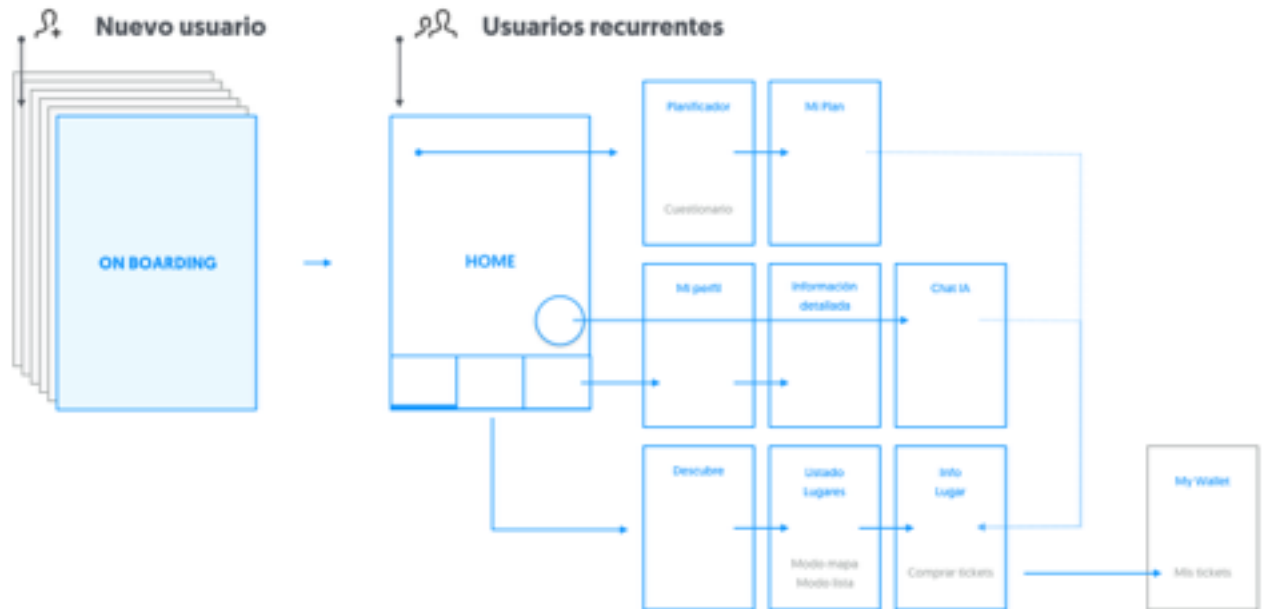 Nuevo usuario
Usuarios recurrentes
ON BOARDING
HOME
Planificador
Cuestionario
Mi Plan
Mi perfil
Información
detallada
Chat IA
Descubre
Listado
Lugares
Modo mapa
Modo lista
Info
Lugar
Comprar tickets
My Wallet
Mis tickets